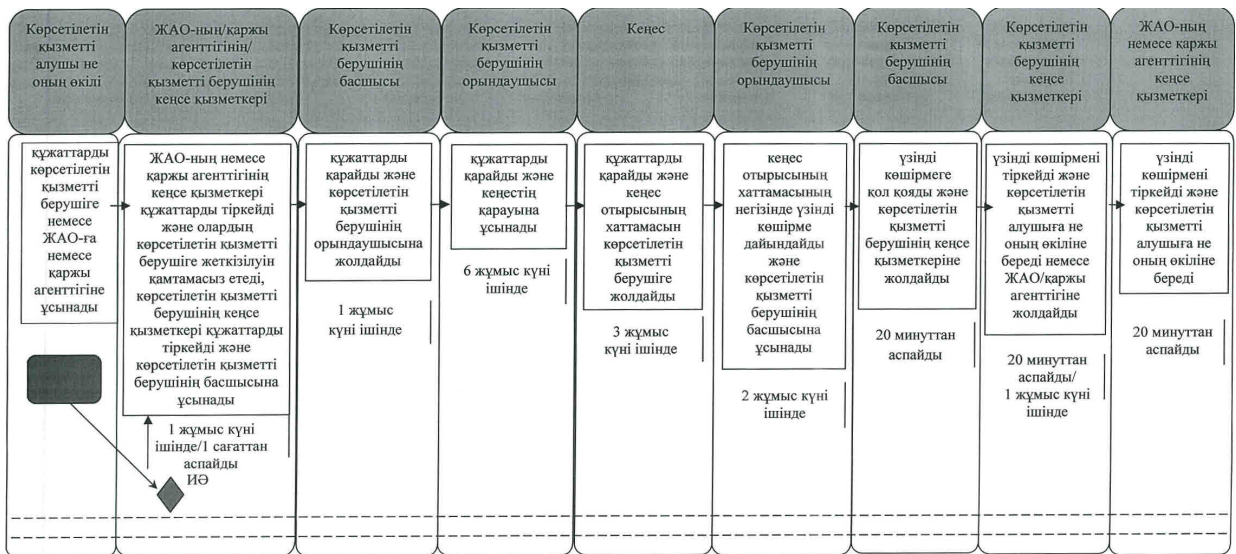 Көрсетілетін
қызметті
алушы не
оның өкілі
ЖАО-ның/қаржы
агенттігінің/
көрсетілетін
қызметті берушінің
кеңсе қызметкері
Көрсетілетін
қызметті
берушінің
басшысы
Көрсетілетін
қызметті
берушінің
орындаушысы
Кеңес
Көрсетілетін
қызметті
берушінің
орындаушысы
Көрсетілетін
қызметті
берушінің
басшысы
Көрсетілетін
қызметті
берушінің
кеңсе
қызметкері
ЖАО-ның
немесе қаржы
агенттігінің
кеңсе
қызметкері
құжаттарды
көрсетілетін
қызметті
берушіге
немесе
ЖАО-ға
немесе
қаржы
агенттігіне
ұсынады
ЖАО-ның немесе
қаржы агенттігінің
кеңсе қызметкері
құжаттарды тіркейді
және олардың
көрсетілетін қызметті
берушіге жеткізілуін
қамтамасыз етеді,
көрсетілетін қызметті
берушінің кеңсе
қызметкері құжаттарды
тіркейді және
көрсетілетін қызметті
берушінің басшысына
ұсынады
1 жұмыс күні
ішінде/1 сағаттан
аспайды
ИӘ
құжаттарды
қарайды және
көрсетілетін
қызметті
берушінің
орындаушысына
жолдайды
1 жұмыс
күні ішінде
құжаттарды
қарайды және
кеңестің
қарауына
ұсынады
6 жұмыс күні
ішінде
құжаттарды
қарайды және
кеңес
отырысының
хаттамасын
көрсетілетін
қызметті
берушіге
жолдайды
3 жұмыс
күні ішінде
кеңес
отырысының
хаттамасының
негізінде үзінді
көшірме
дайындайды
және
көрсетілетін
қызметті
берушінің
басшысына
ұсынады
2 жұмыс күні
ішінде
үзінді
көшірмеге
қол қояды және
көрсетілетін
қызметті
берушінің кеңсе
қызметкеріне
жолдайды
20 минуттан
аспайды
үзінді көшірмені
тіркейді және
көрсетілетін
қызметті
алушыға не
оның өкіліне
береді немесе
ЖАО/қаржы
агенттігіне
жолдайды
20 минуттан
аспайды/
1 жұмыс күні
ішінде
үзінді
көшірмені
тіркейді және
көрсетілетін
қызметті
алушыға не
оның өкіліне
береді
20 минуттан
аспайды